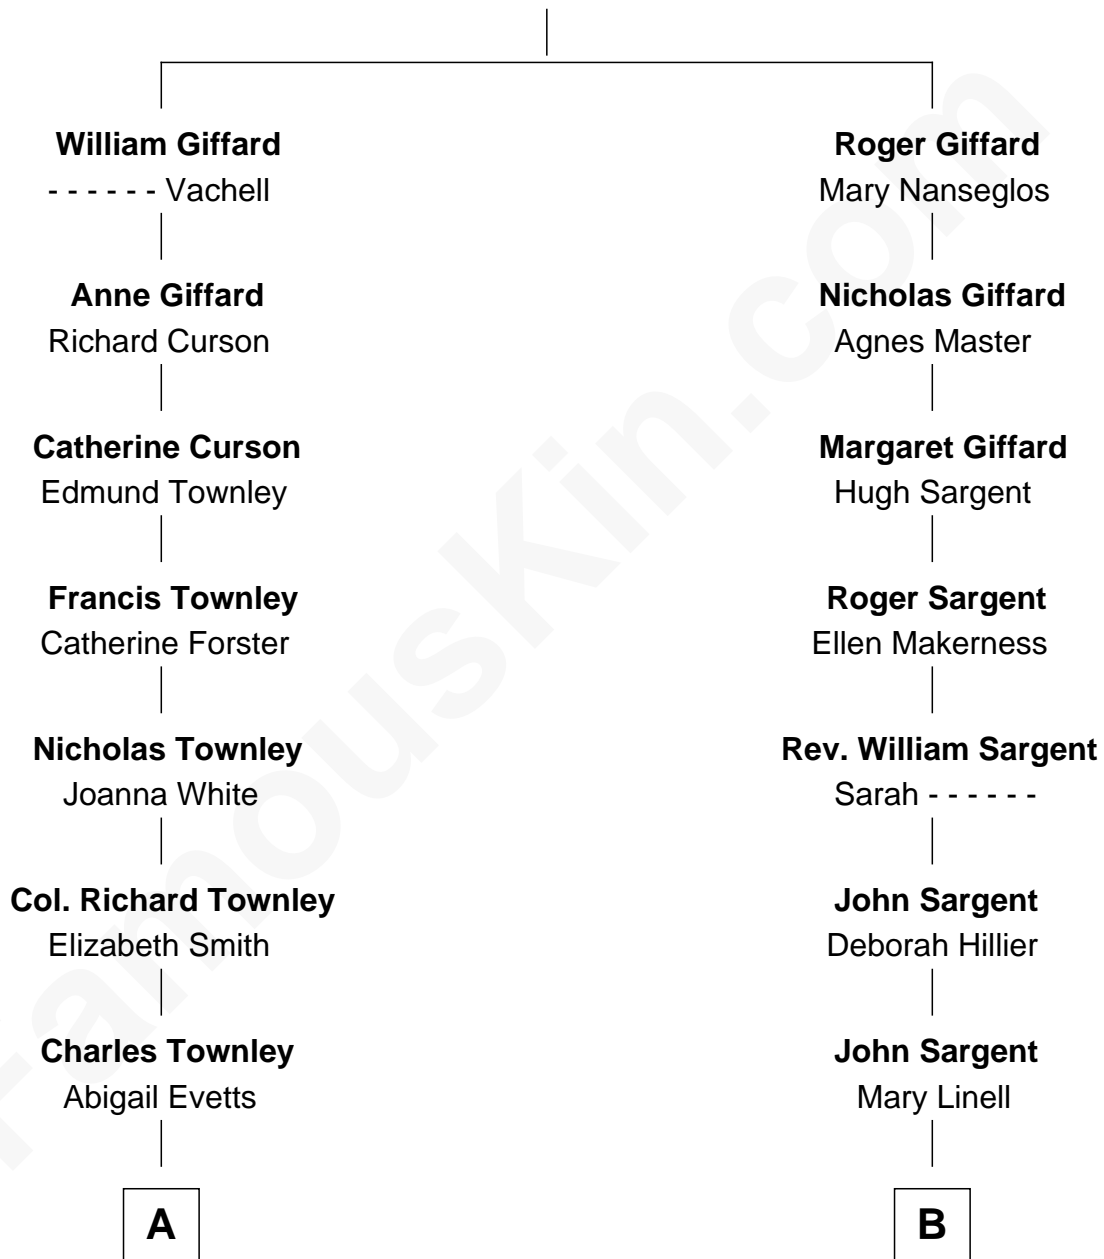 William Giffard
- - - - - - Vachell
Anne Giffard
Richard Curson
Catherine Curson
Edmund Townley
Francis Townley
Catherine Forster
Nicholas Townley
Joanna White
Col. Richard Townley
Elizabeth Smith
Charles Townley
Abigail Evetts
A
Roger Giffard
Mary Nanseglos
Nicholas Giffard
Agnes Master
Margaret Giffard
Hugh Sargent
Roger Sargent
Ellen Makerness
Rev. William Sargent
Sarah - - - - - -
John Sargent
Deborah Hillier
John Sargent
Mary Linell
B
FamousKin.com